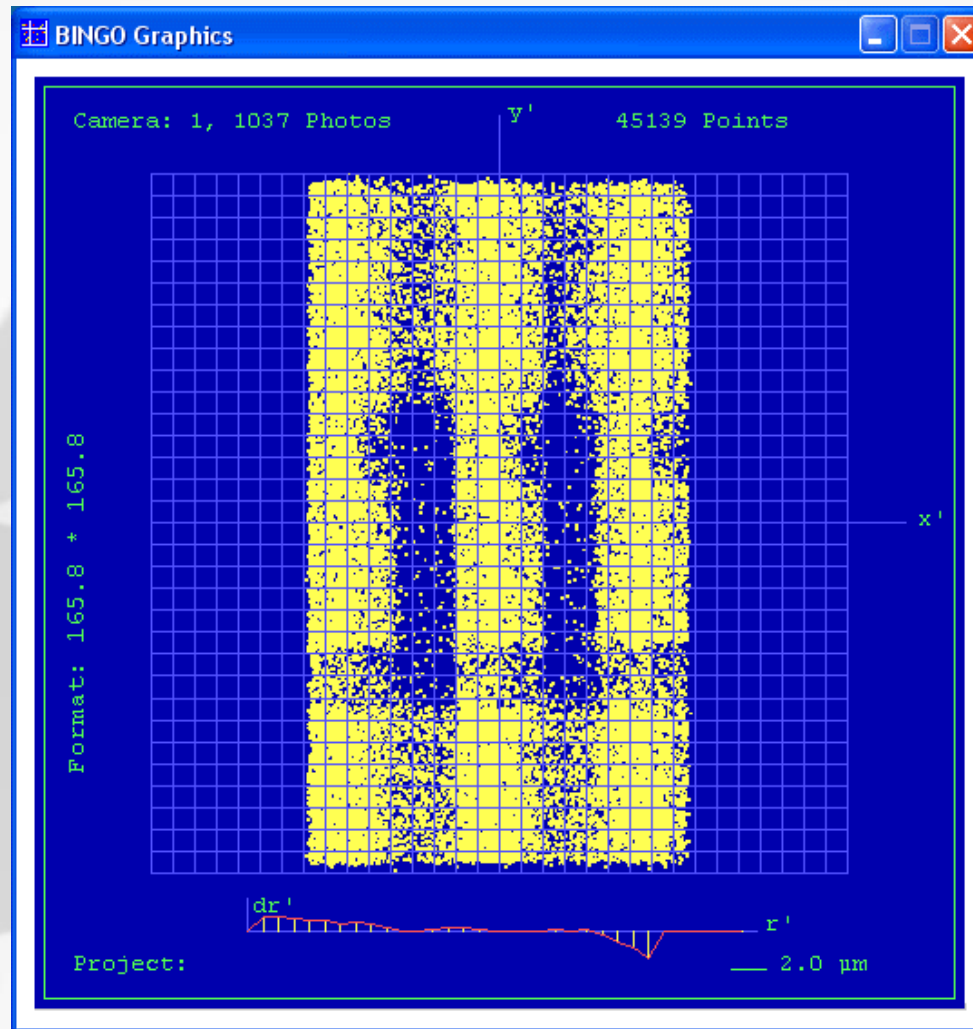 BINGO Graphics
Camera: 1, 1037 Photos
y'
45139 Points
Format: 165.8 * 165.8
x'
dr'
r'
Project:
2.0 µm